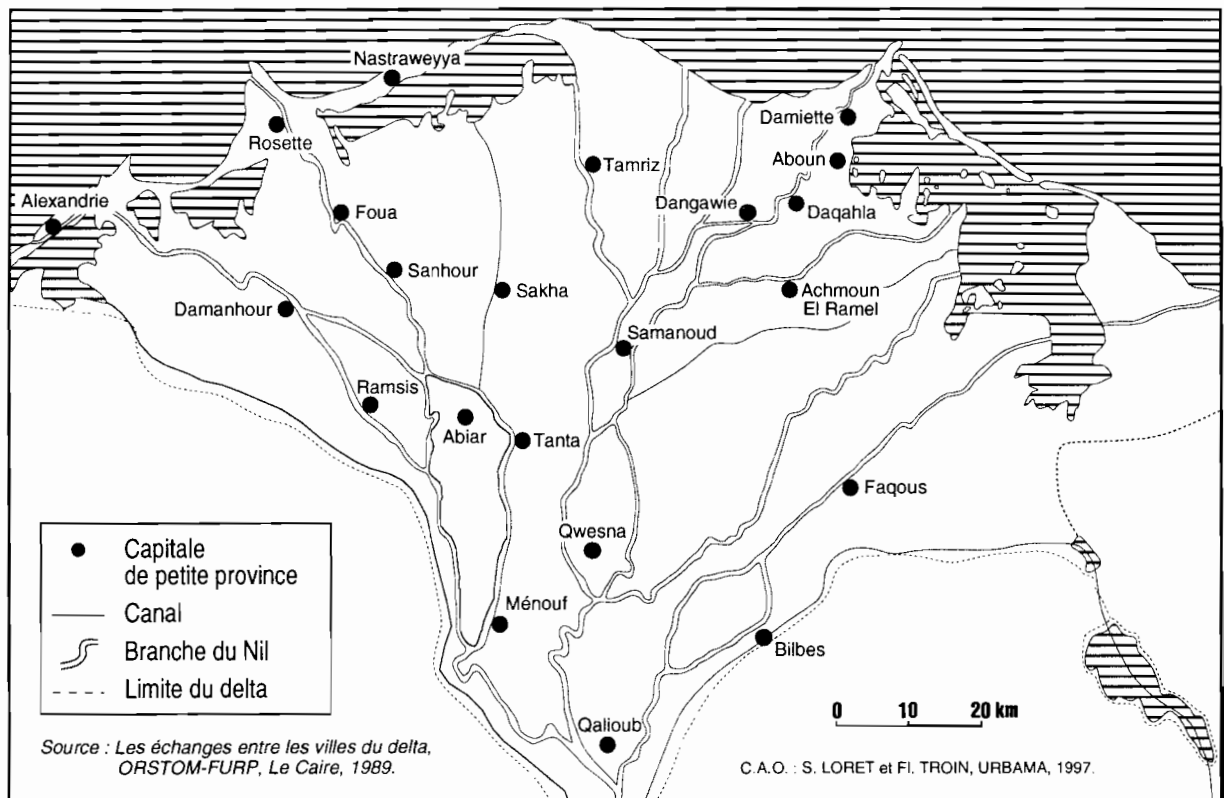 Nastraweyya
Rosette
Damiette
Aboun
Tamriz
Alexandrie
Foua
Dangawie
Daqahla
Sanhour
Sakha
Achmoun
El Ramel
Damanhour
Samanoud
Ramsis
Abiar
Tanta
Faqous
Qwesna
Ménouf
Bilbes
Qalioub
Capitale
de petite province
Canal
Branche du Nil
Limite du delta
0 10 20 km
Source : Les échanges entre les villes du delta,
ORSTOM-FURP, Le Caire, 1989.
C.A.O. : S. LORET et Fl. TROIN, URBAMA, 1997.